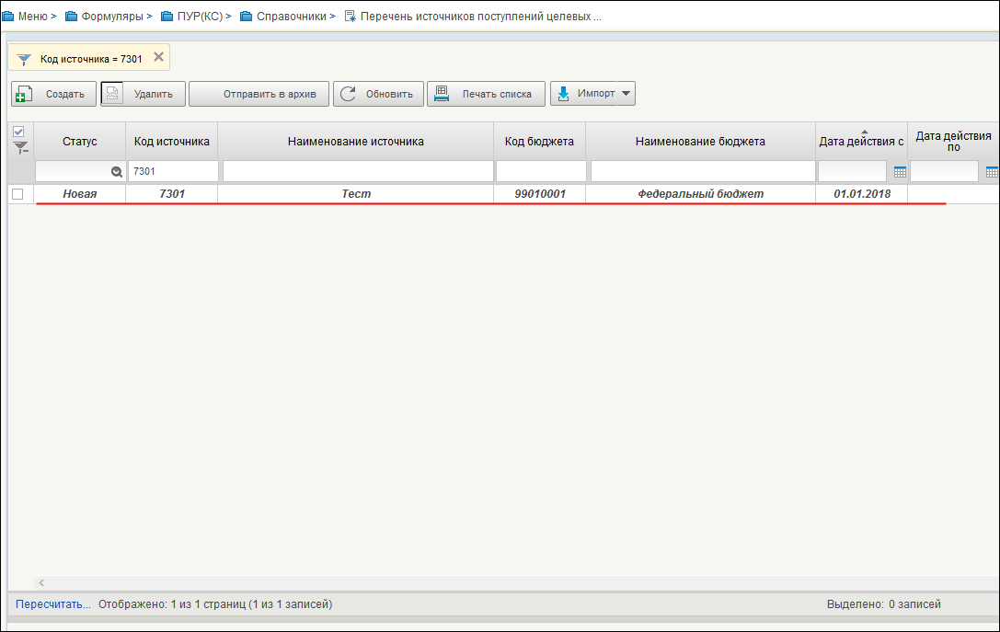 Меню > Формуляры > ПУР(КС) > Справочники > Перечень источников поступлений целевых ...
Код источника = 7301
Создать Удалить Отправить в архив Обновить Печать списка Импорт
Статус Код источника Наименование источника Код бюджета Наименование бюджета Дата действия с Дата действия по
7301
Новая 7301 Тест 99010001 Федеральный бюджет 01.01.2018
Пересчитать... Отображено: 1 из 1 страниц (1 из 1 записей) Выделено: 0 записей